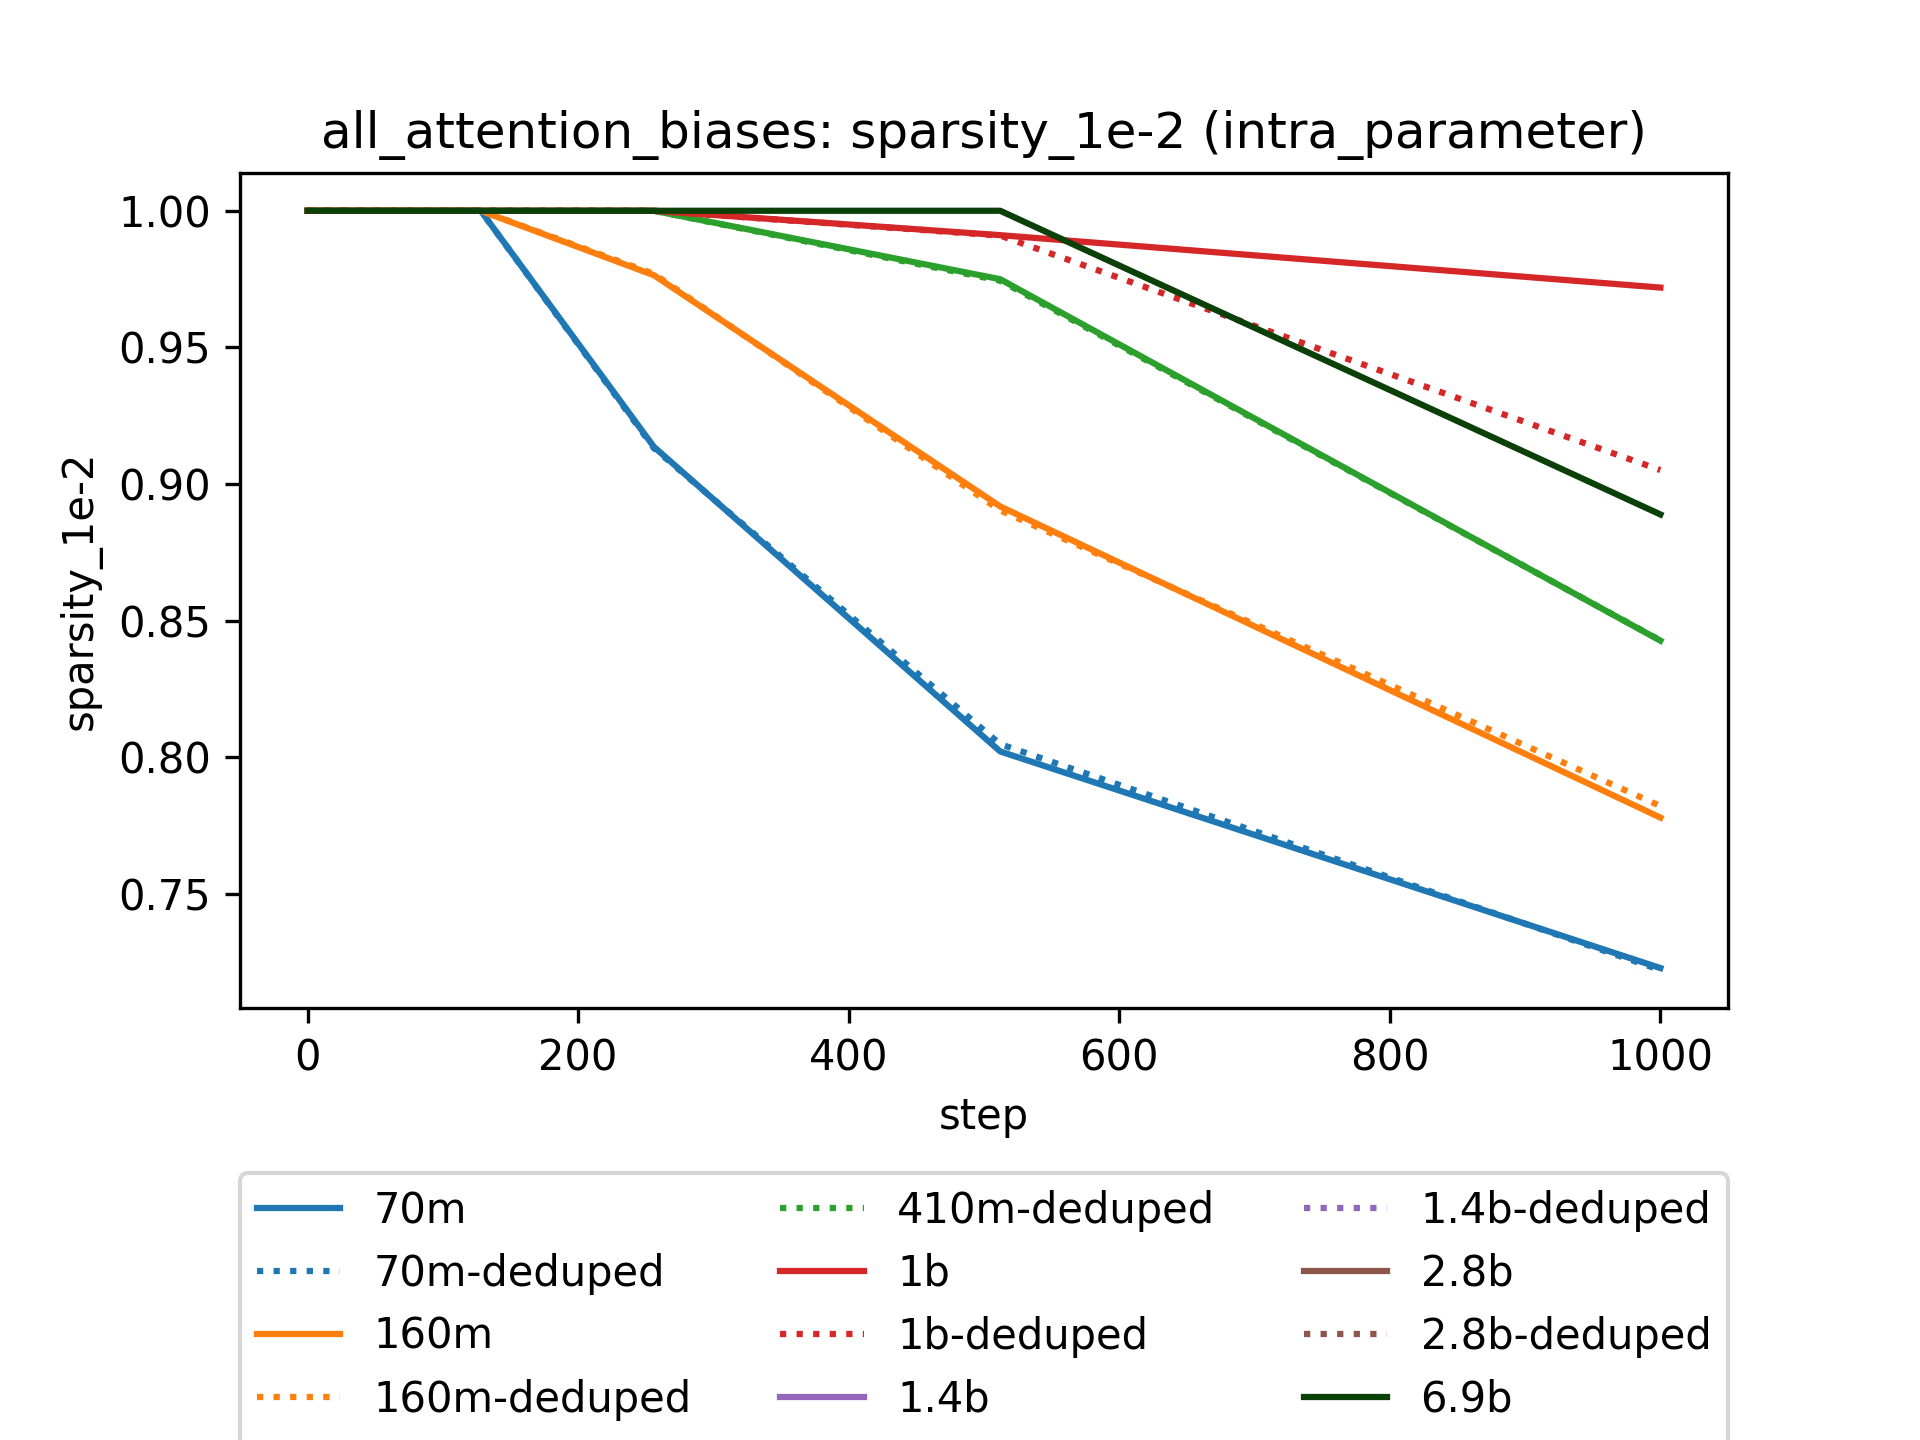 all_attention_biases: sparsity_1e-2 (intra_parameter)
sparsity_1e-2
1.00
0.95
0.90
0.85
0.80
0.75
0 200 400 600 800 1000
step
70m 410m-deduped 1.4b-deduped
70m-deduped 1b 2.8b
160m 1b-deduped 2.8b-deduped
160m-deduped 1.4b 6.9b